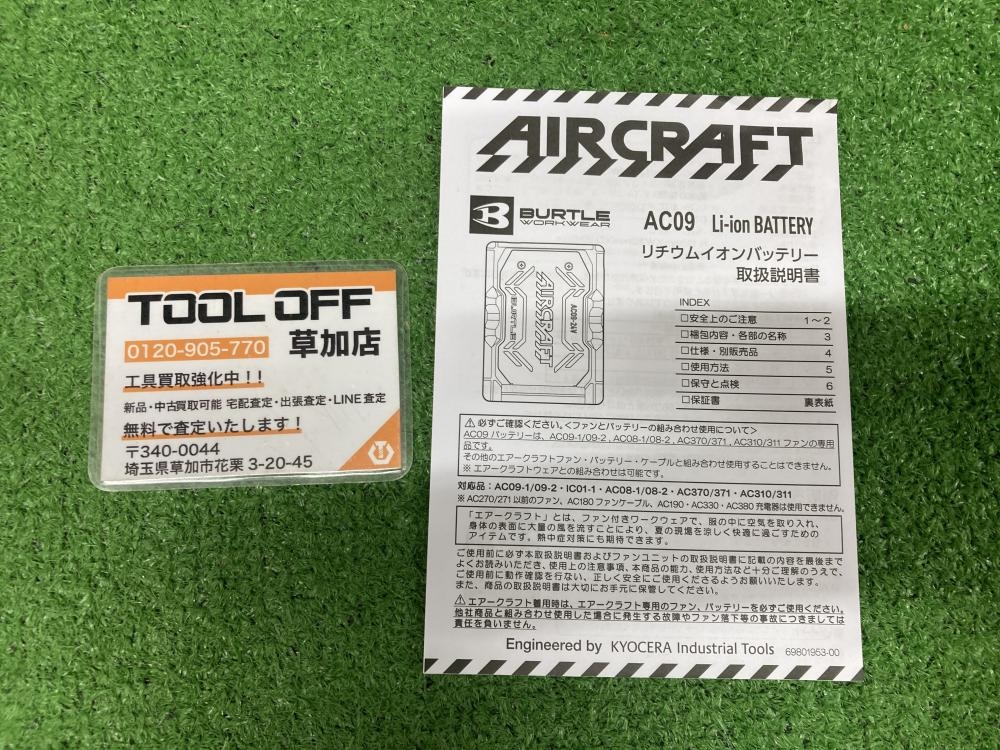 TOOL OFF
0120-905-770 草加店
工具買取強化中!!
新品・中古買取可能 宅配査定・出張査定・LINE査定
無料で査定いたします!
〒340-0044
埼玉県草加市花栗 3-20-45
AIRCRAFT
BURTLE
WORKWEAR
AC09 Li-ion BATTERY
リチウムイオンバッテリー
取扱説明書
AIRCRAFT
BURTLE
AC09-24V
INDEX
□安全上のご注意 1〜2
□梱包内容・各部の名称 3
□仕様・別販売品 4
□使用方法 5
□保守と点検 6
□保証書 裏表紙
⚠必ずご確認ください。<ファンとバッテリーの組み合わせ使用について>
AC09 バッテリーは、AC09-1/09-2 , AC08-1/08-2 , AC370/371 , AC310/311 ファンの専用
品です。
その他のエアークラフトファン・バッテリー・ケーブルと組み合わせ使用することはできません。
※ エアークラフトウェアとの組み合わせは可能です。
対応品：AC09-1/09-2・IC01-1・AC08-1/08-2・AC370/371・AC310/311
※ AC270/271 以前のファン、AC180 ファンケーブル、AC190・AC330・AC380 充電器は使用できません。
「エアークラフト」とは、ファン付きワークウェアで、服の中に空気を取り入れ、
身体の表面に大量の風を流すことにより、夏の現場を涼しく快適に過ごすための
アイテムです。熱中症対策にも期待できます。
ご使用前に必ず本取扱説明書およびファンユニットの取扱説明書に記載の内容を最後まで
よくお読みいただき、使用上の注意事項、本商品の能力、使用方法など十分ご理解のうえで、
ご使用前に動作確認を行ない、正しく安全にご使用くださるようお願いいたします。
また、商品の取扱説明書は大切にお手元に保管してください。
⚠エアークラフト着用時は、エアークラフト専用のファン、バッテリーを必ずご使用ください。
他社商品と組み合わせ使用した場合に発生する故障やファン落下等の事故につきましては
責任を負いません。
Engineered by KYOCERA Industrial Tools 69801953-00